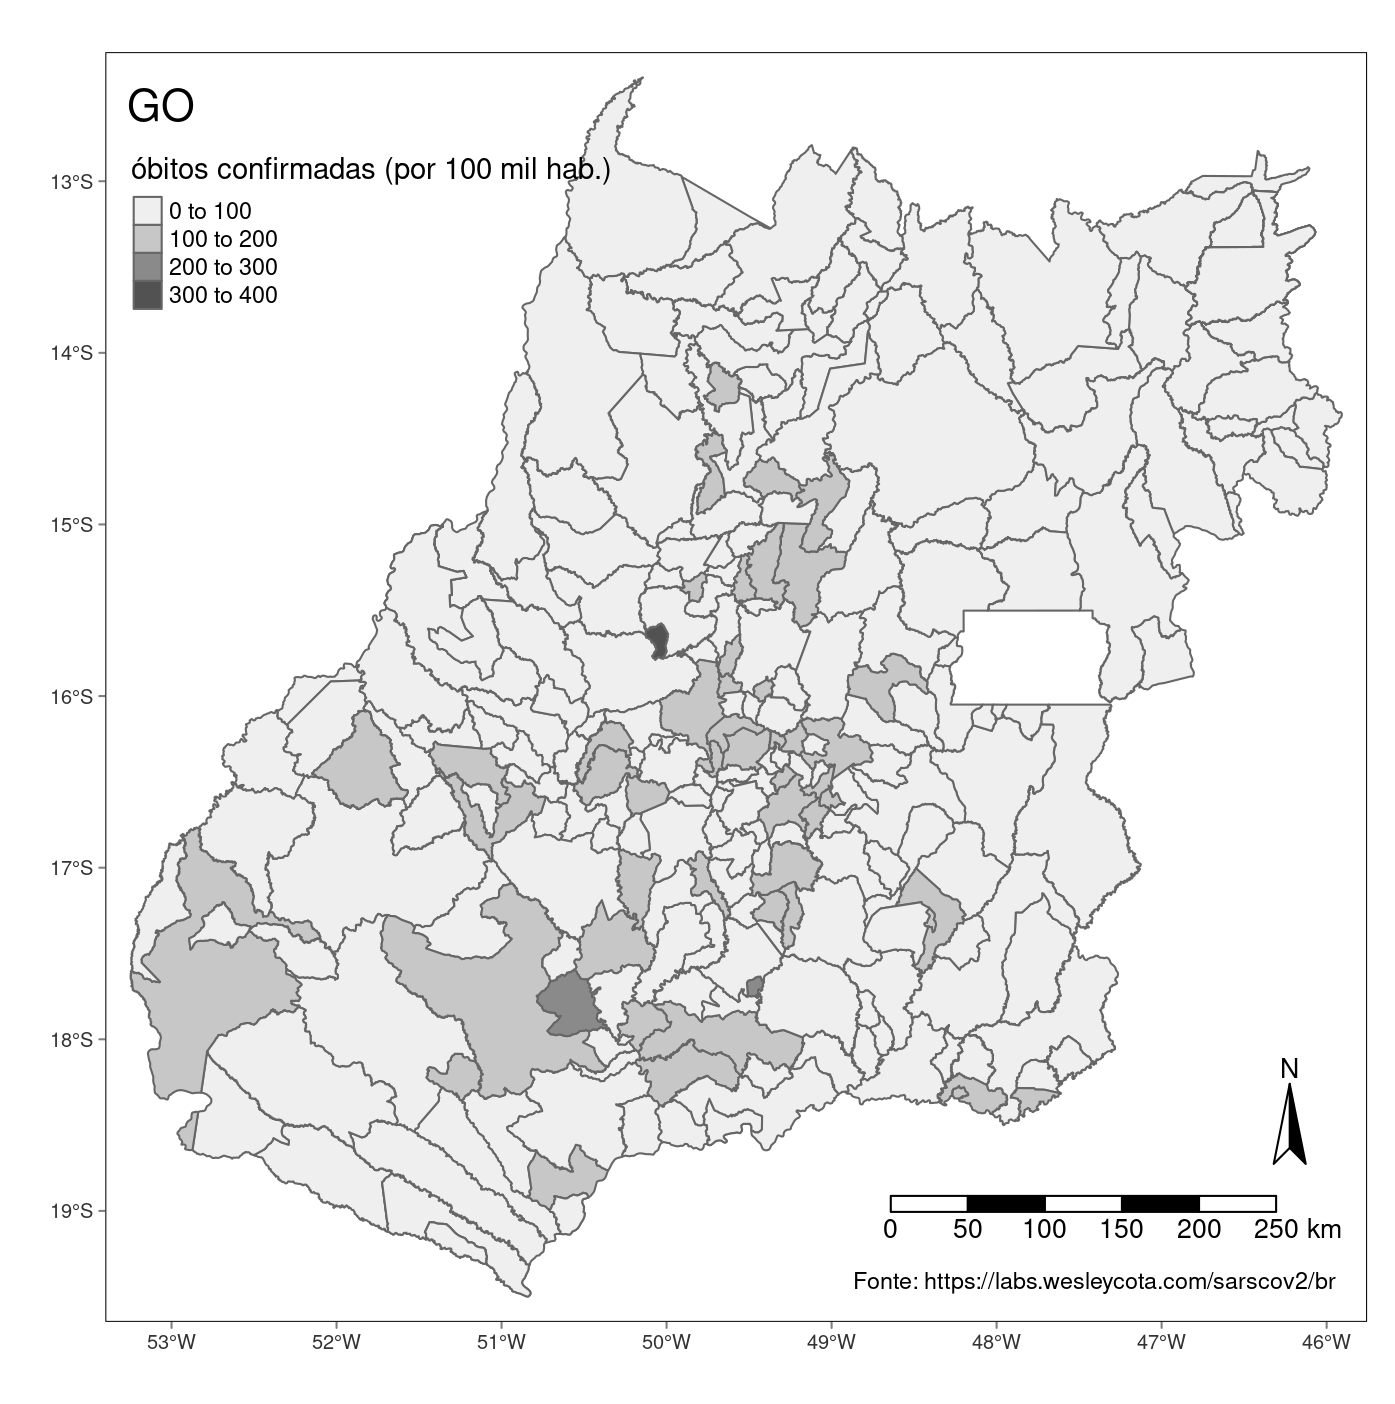 GO
óbitos confirmadas (por 100 mil hab.)
0 to 100
100 to 200
200 to 300
300 to 400
13°S
14°S
15°S
16°S
17°S
18°S
19°S
N
0 50 100 150 200 250 km
Fonte: https://labs.wesleycota.com/sarscov2/br
53°W 52°W 51°W 50°W 49°W 48°W 47°W 46°W